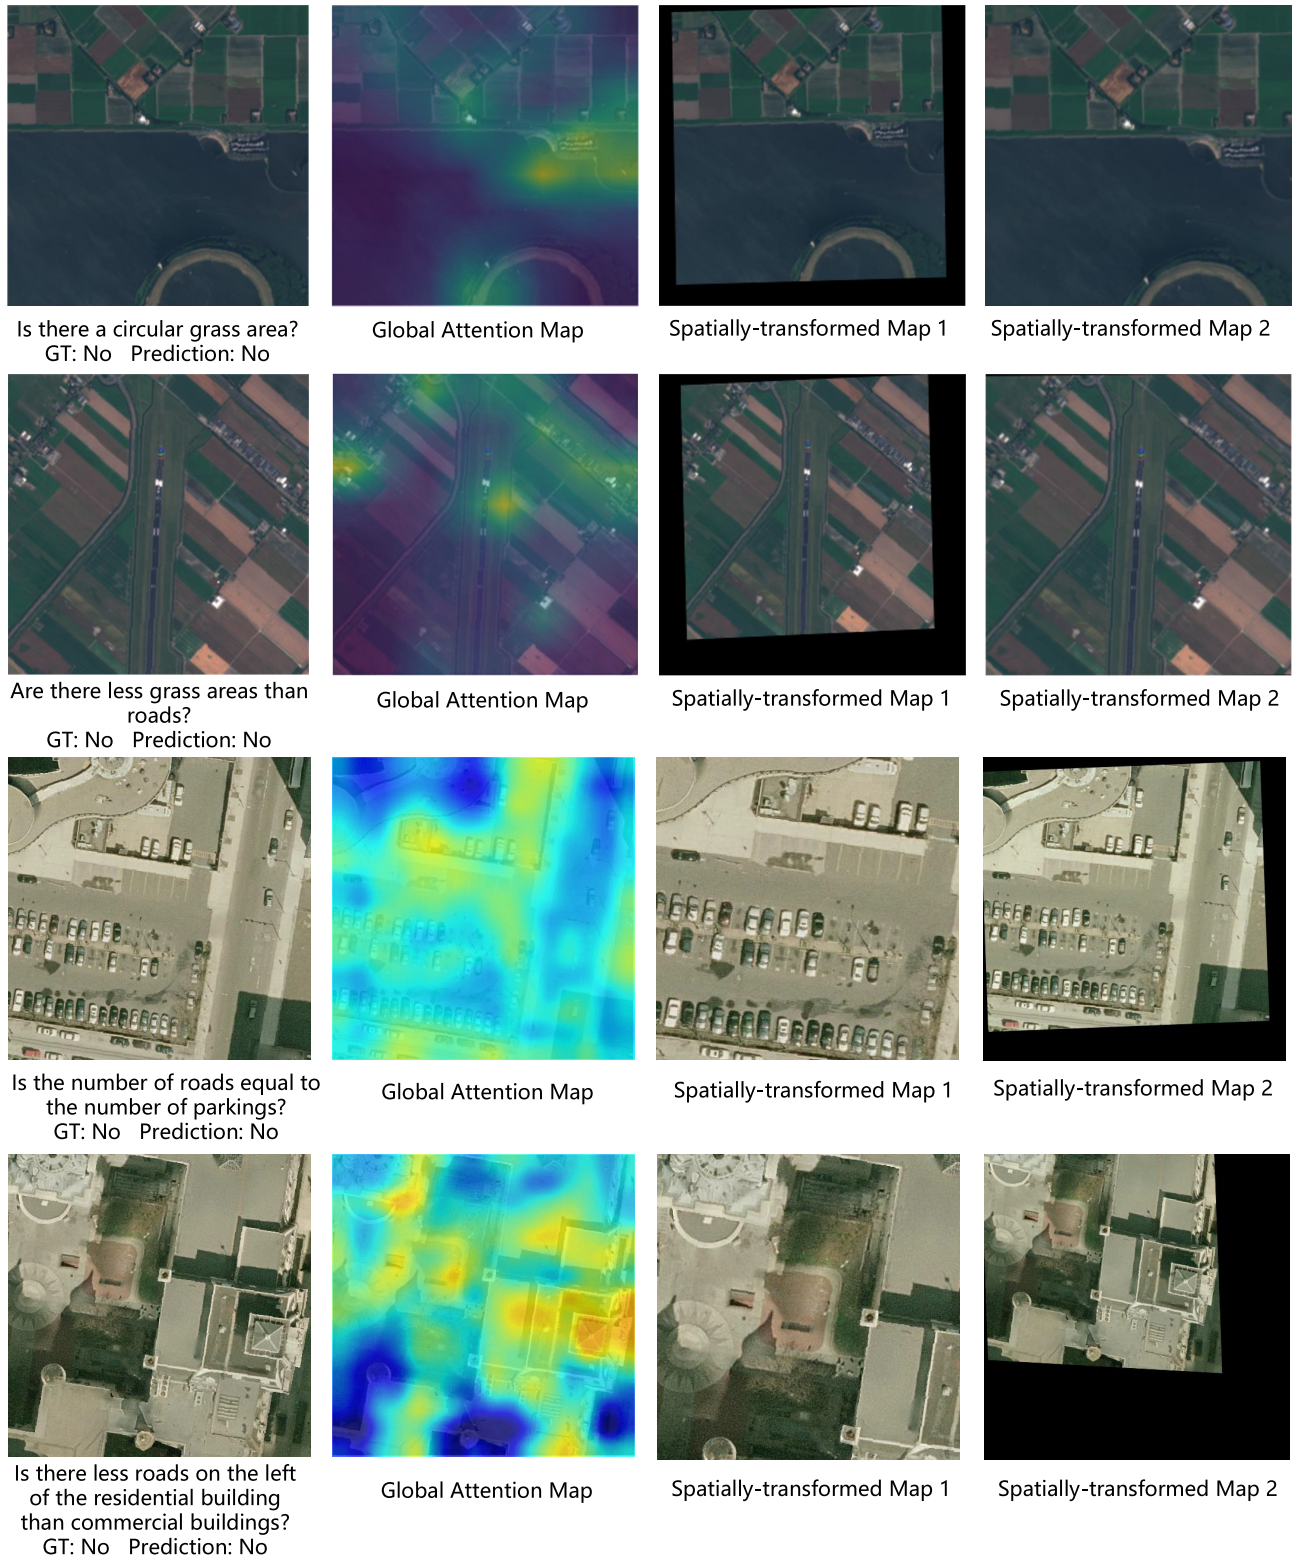 Is there a circular grass area?
GT: No Prediction: No
Global Attention Map
Spatially-transformed Map 1
Spatially-transformed Map 2
Are there less grass areas than
roads?
GT: No Prediction: No
Global Attention Map
Spatially-transformed Map 1
Spatially-transformed Map 2
Is the number of roads equal to
the number of parkings?
GT: No Prediction: No
Global Attention Map
Spatially-transformed Map 1
Spatially-transformed Map 2
Is there less roads on the left
of the residential building
than commercial buildings?
GT: No Prediction: No
Global Attention Map
Spatially-transformed Map 1
Spatially-transformed Map 2